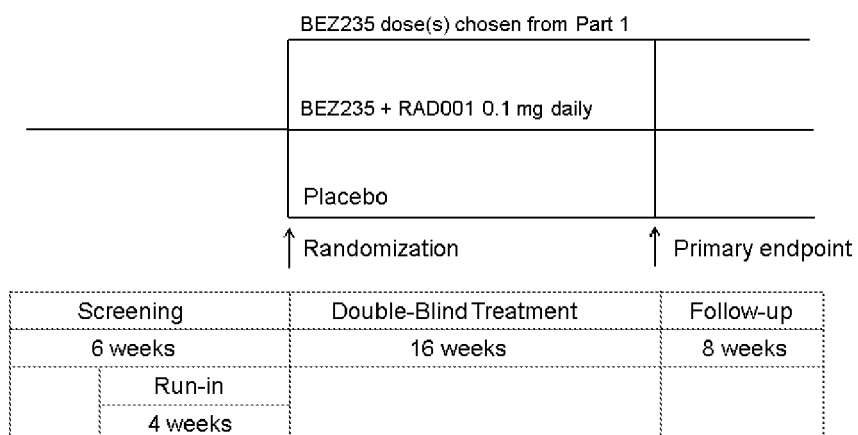 BEZ235 dose(s) chosen from Part 1
BEZ235 + RAD001 0.1 mg daily
Placebo
Randomization
Primary endpoint
Screening
Double-Blind Treatment
Follow-up
6 weeks
16 weeks
8 weeks
Run-in
4 weeks